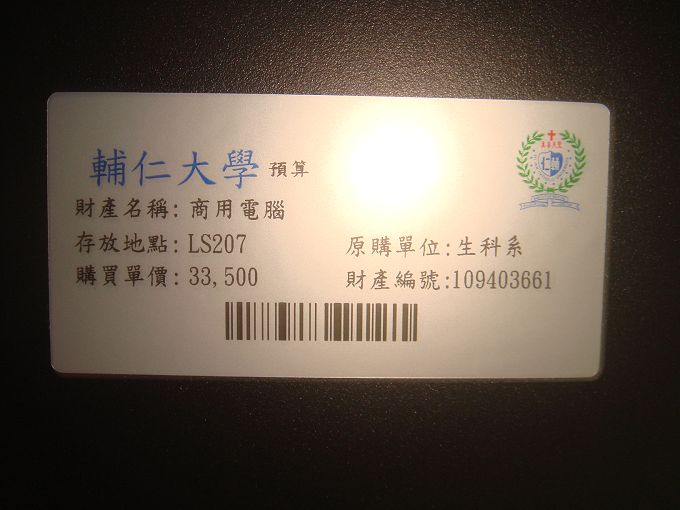 輔仁大學 預算
財產名稱: 商用電腦
存放地點: LS207 原購單位:生科系
購買單價: 33,500 財產編號:109403661